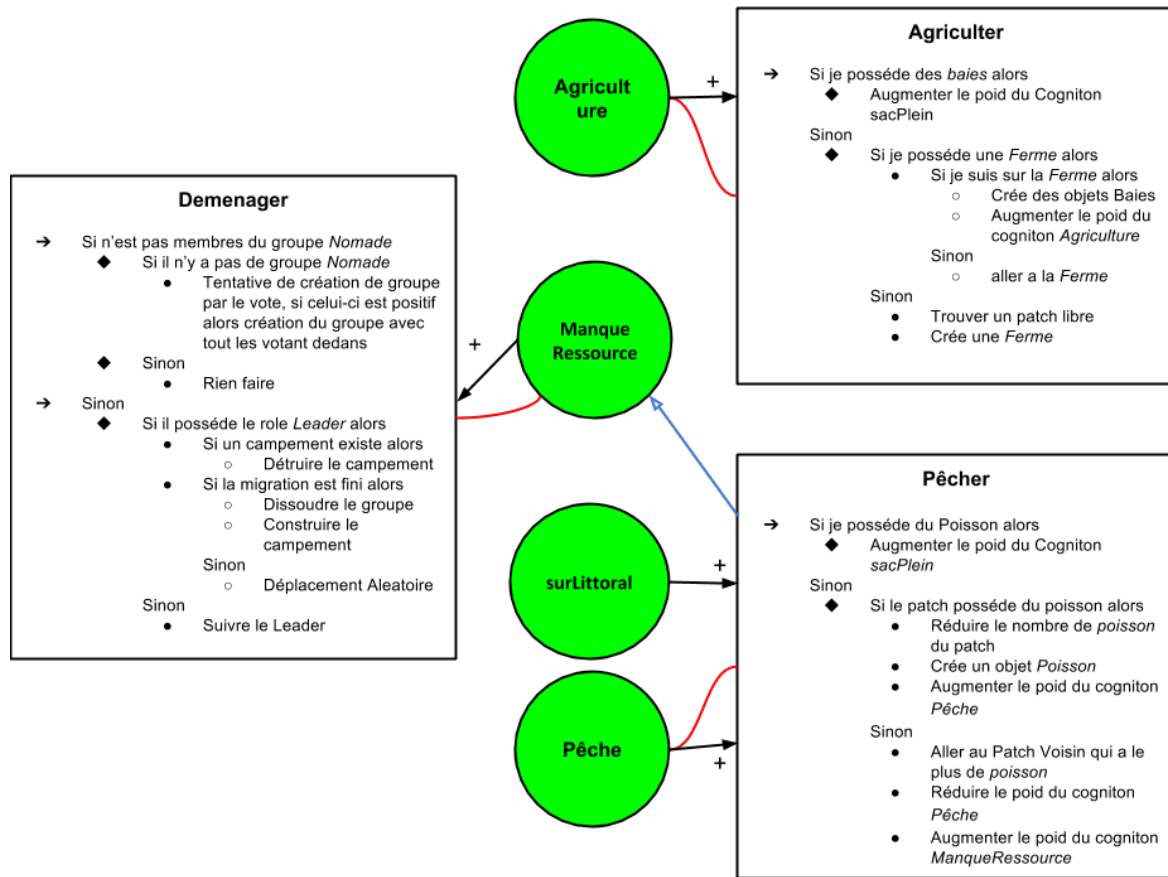 Agricult
ure
+
Agriculter
➔ Si je posséde des baies alors
◆ Augmenter le poid du Cogniton
sacPlein
Sinon
◆ Si je posséde une Ferme alors
● Si je suis sur la Ferme alors
○ Crée des objets Baies
○ Augmenter le poid du
cogniton Agriculture
Sinon
○ aller a la Ferme
Sinon
● Trouver un patch libre
● Crée une Ferme
Demenager
➔ Si n'est pas membres du groupe Nomade
◆ Si il n'y a pas de groupe Nomade
● Tentative de création de groupe
par le vote, si celui-ci est positif
alors création du groupe avec
tout les votant dedans
◆ Sinon
● Rien faire
➔ Sinon
◆ Si il posséde le role Leader alors
● Si un campement existe alors
○ Détruire le campement
● Si la migration est fini alors
○ Dissoudre le groupe
○ Construire le
campement
Sinon
○ Déplacement Aleatoire
Sinon
● Suivre le Leader
+
Manque
Ressource
surLittoral
+
Pêche
+
Pêcher
➔ Si je posséde du Poisson alors
◆ Augmenter le poid du Cogniton
sacPlein
Sinon
◆ Si le patch posséde du poisson alors
● Réduire le nombre de poisson
du patch
● Crée un objet Poisson
● Augmenter le poid du cogniton
Pêche
Sinon
● Aller au Patch Voisin qui a le
plus de poisson
● Réduire le poid du cogniton
Pêche
● Augmenter le poid du cogniton
ManqueRessource